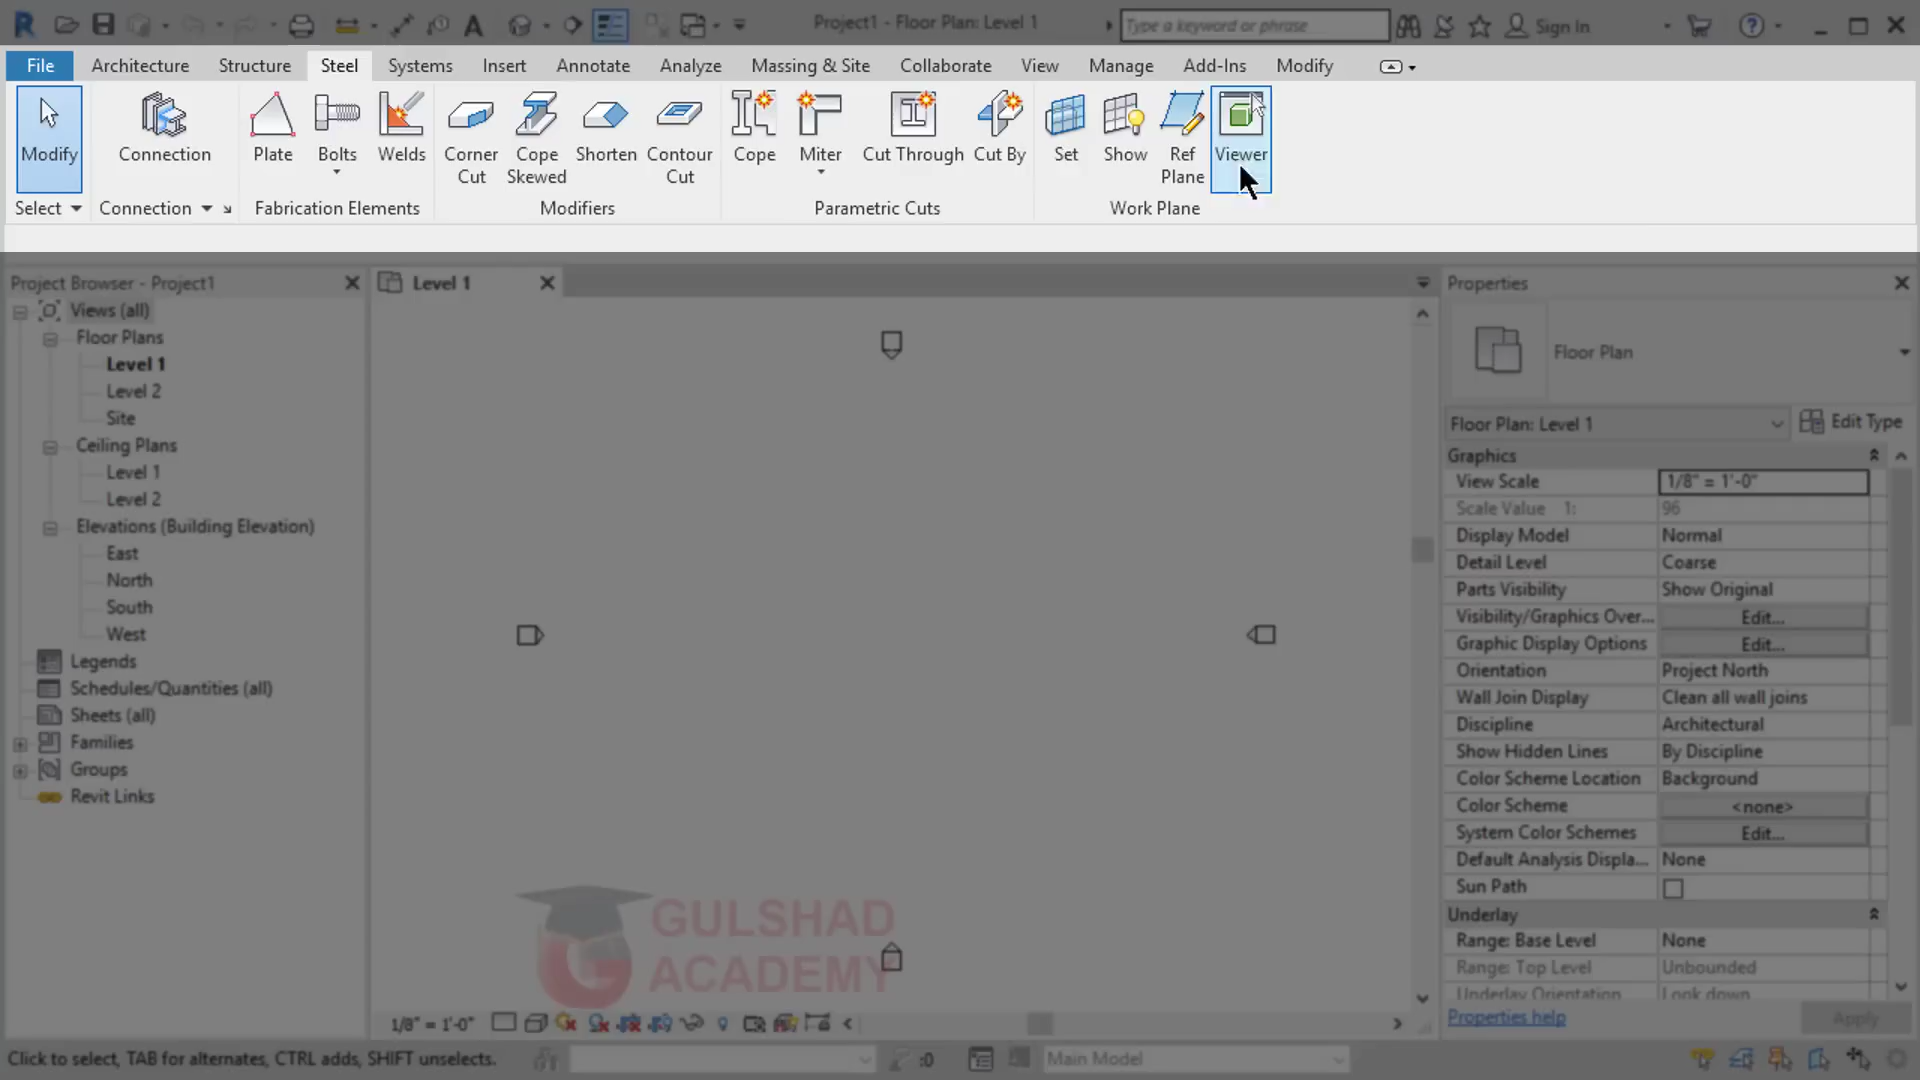 Project1 - Floor Plan: Level 1
Type a keyword or phrase
Sign In
File Architecture Structure Steel Systems Insert Annotate Analyze Massing & Site Collaborate View Manage Add-Ins Modify
Modify Connection Plate Bolts Welds Corner Cut Cope Skewed Shorten Contour Cut Cope Miter Cut Through Cut By Set Show Ref Plane Viewer
Select Connection Fabrication Elements Modifiers Parametric Cuts Work Plane
Project Browser - Project1
Views (all)
Floor Plans
Level 1
Level 2
Site
Ceiling Plans
Level 1
Level 2
Elevations (Building Elevation)
East
North
South
West
Legends
Schedules/Quantities (all)
Sheets (all)
Families
Groups
Revit Links
Level 1
GULSHAD
ACADEMY
1/8" = 1'-0"
Properties
Floor Plan
Floor Plan: Level 1 Edit Type
Graphics
View Scale 1/8" = 1'-0"
Scale Value 1: 96
Display Model Normal
Detail Level Coarse
Parts Visibility Show Original
Visibility/Graphics Over... Edit...
Graphic Display Options Edit...
Orientation Project North
Wall Join Display Clean all wall joins
Discipline Architectural
Show Hidden Lines By Discipline
Color Scheme Location Background
Color Scheme <none>
System Color Schemes Edit...
Default Analysis Displa... None
Sun Path
Underlay
Range: Base Level None
Range: Top Level Unbounded
Underlay Orientation Look down
Properties help Apply
Click to select, TAB for alternates, CTRL adds, SHIFT unselects.
:0
Main Model